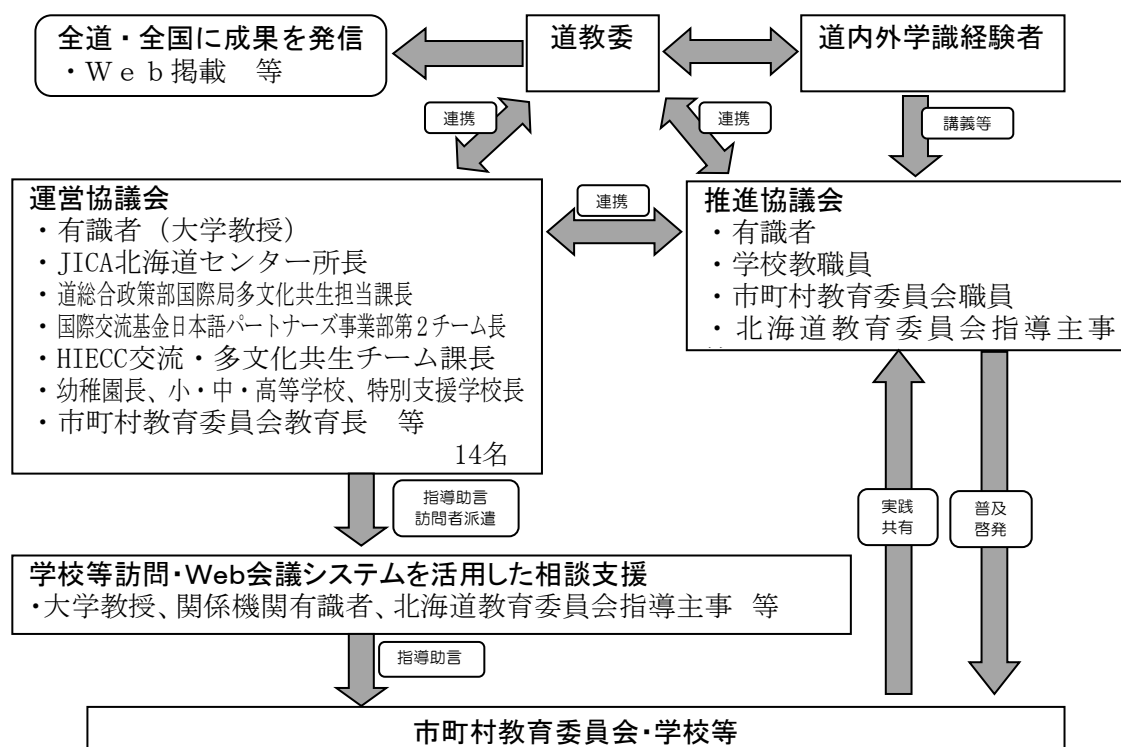 全道・全国に成果を発信
・Web掲載 等
道教委
道内外学識経験者
連携
連携
講義等
運営協議会
・有識者（大学教授）
・JICA北海道センター所長
・道総合政策部国際局多文化共生担当課長
・国際交流基金日本語パートナーズ事業部第2チーム長
・HIECC交流・多文化共生チーム課長
・幼稚園長、小・中・高等学校、特別支援学校長
・市町村教育委員会教育長 等
14名
連携
推進協議会
・有識者
・学校教職員
・市町村教育委員会職員
・北海道教育委員会指導主事
指導助言
訪問者派遣
実践
共有
普及
啓発
学校等訪問・Web会議システムを活用した相談支援
・大学教授、関係機関有識者、北海道教育委員会指導主事 等
指導助言
市町村教育委員会・学校等